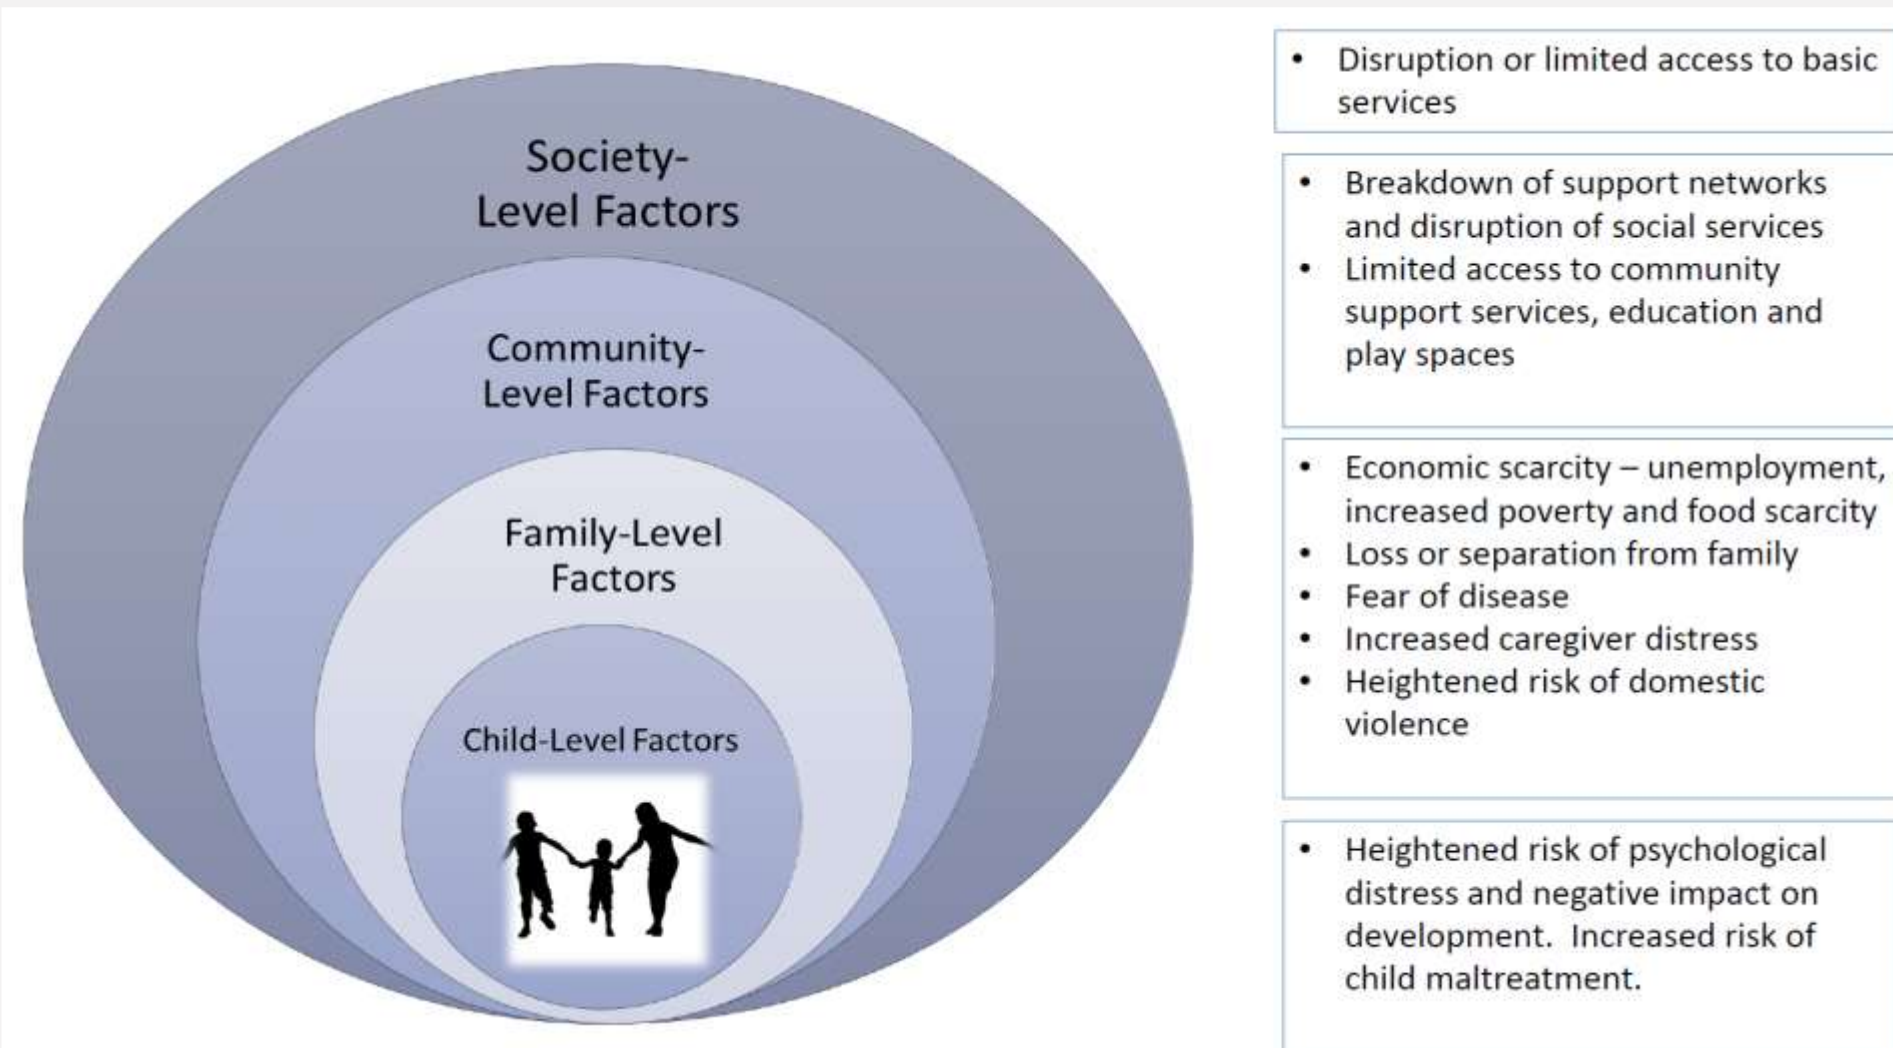 Society-
Level Factors
Community-
Level Factors
Family-Level
Factors
Child-Level Factors
• Disruption or limited access to basic
services
• Breakdown of support networks
and disruption of social services
• Limited access to community
support services, education and
play spaces
• Economic scarcity – unemployment,
increased poverty and food scarcity
• Loss or separation from family
• Fear of disease
• Increased caregiver distress
• Heightened risk of domestic
violence
• Heightened risk of psychological
distress and negative impact on
development.  Increased risk of
child maltreatment.